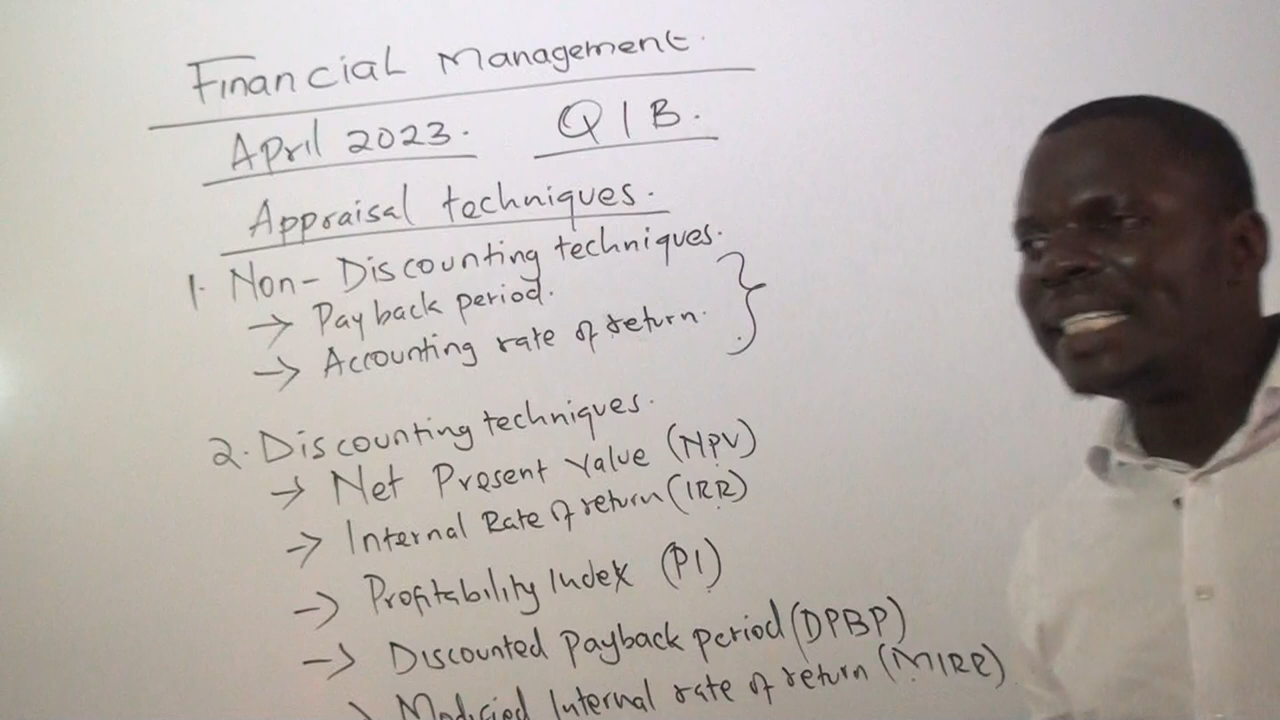 Financial Management.
April 2023. Q1B.
Appraisal techniques.
1. Non-Discounting techniques.
→ Payback period.
→ Accounting rate of return.
2. Discounting techniques.
→ Net Present Value (NPV)
→ Internal Rate of return (IRR)
→ Profitability Index (PI)
→ Discounted Payback period (DPBP)
→ Modified Internal rate of return (MIRR)